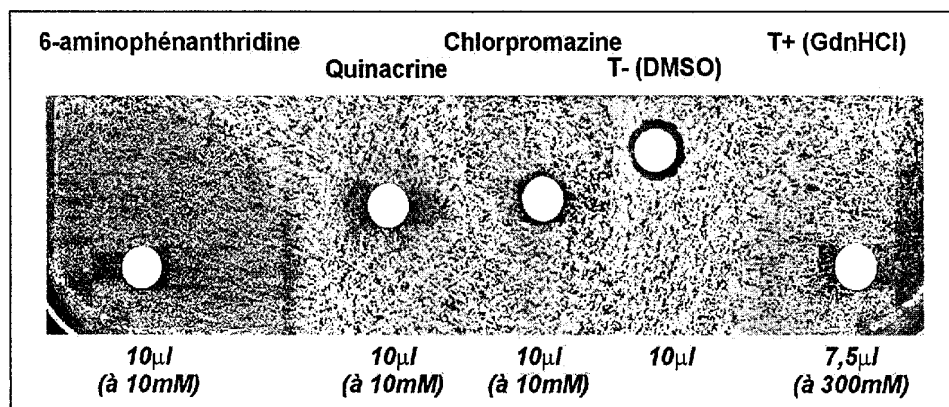 6-aminophénanthridine
Quinacrine
Chlorpromazine
T- (DMSO)
T+ (GdnHCl)
10µl
(à 10mM)
10µl
(à 10mM)
10µl
(à 10mM)
10µl
7,5µl
(à 300mM)